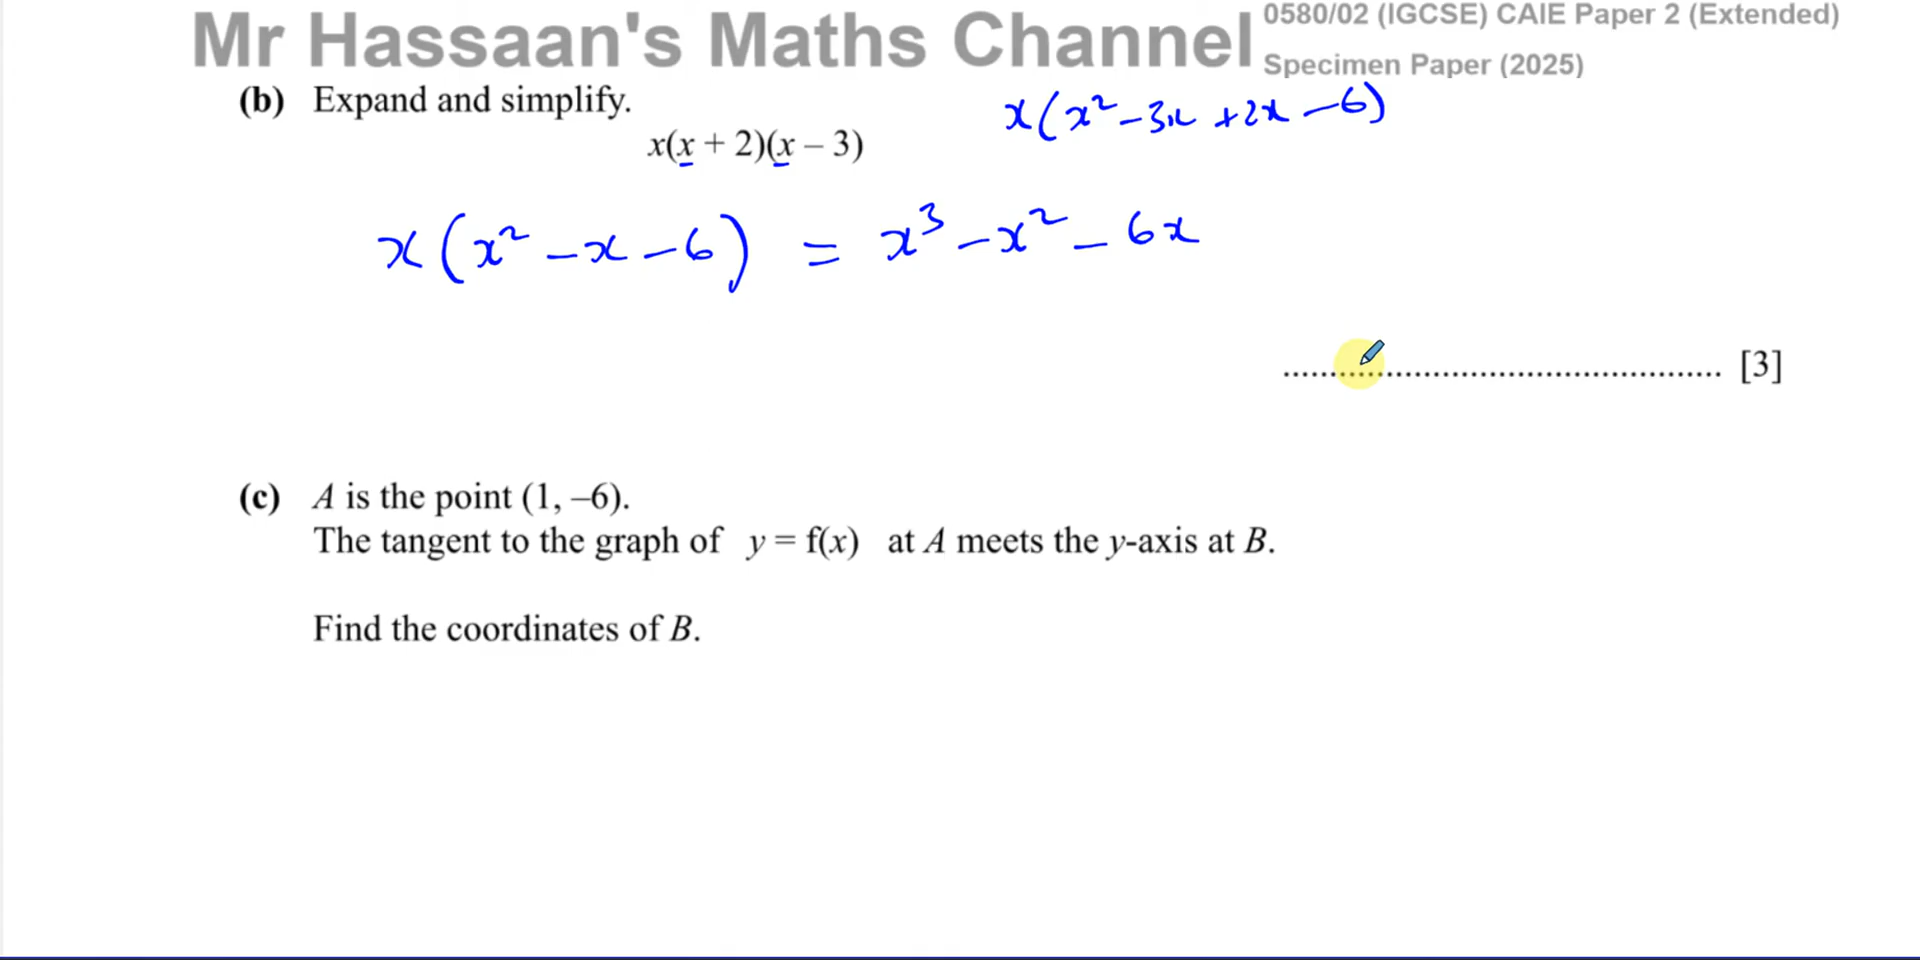 Mr Hassaan's Maths Channel
0580/02 (IGCSE) CAIE Paper 2 (Extended)
Specimen Paper (2025)
(b) Expand and simplify.
x(x + 2)(x – 3)
x(x² – 3x + 2x – 6)
x(x² – x – 6) = x³ – x² – 6x
................................................ [3]
(c) A is the point (1, –6).
The tangent to the graph of y = f(x) at A meets the y-axis at B.
Find the coordinates of B.